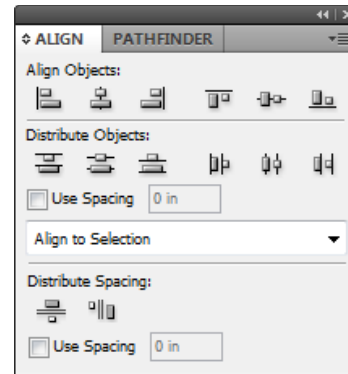 ALIGN PATHFINDER
Align Objects:
Distribute Objects:
Use Spacing 0 in
Align to Selection
Distribute Spacing:
Use Spacing 0 in